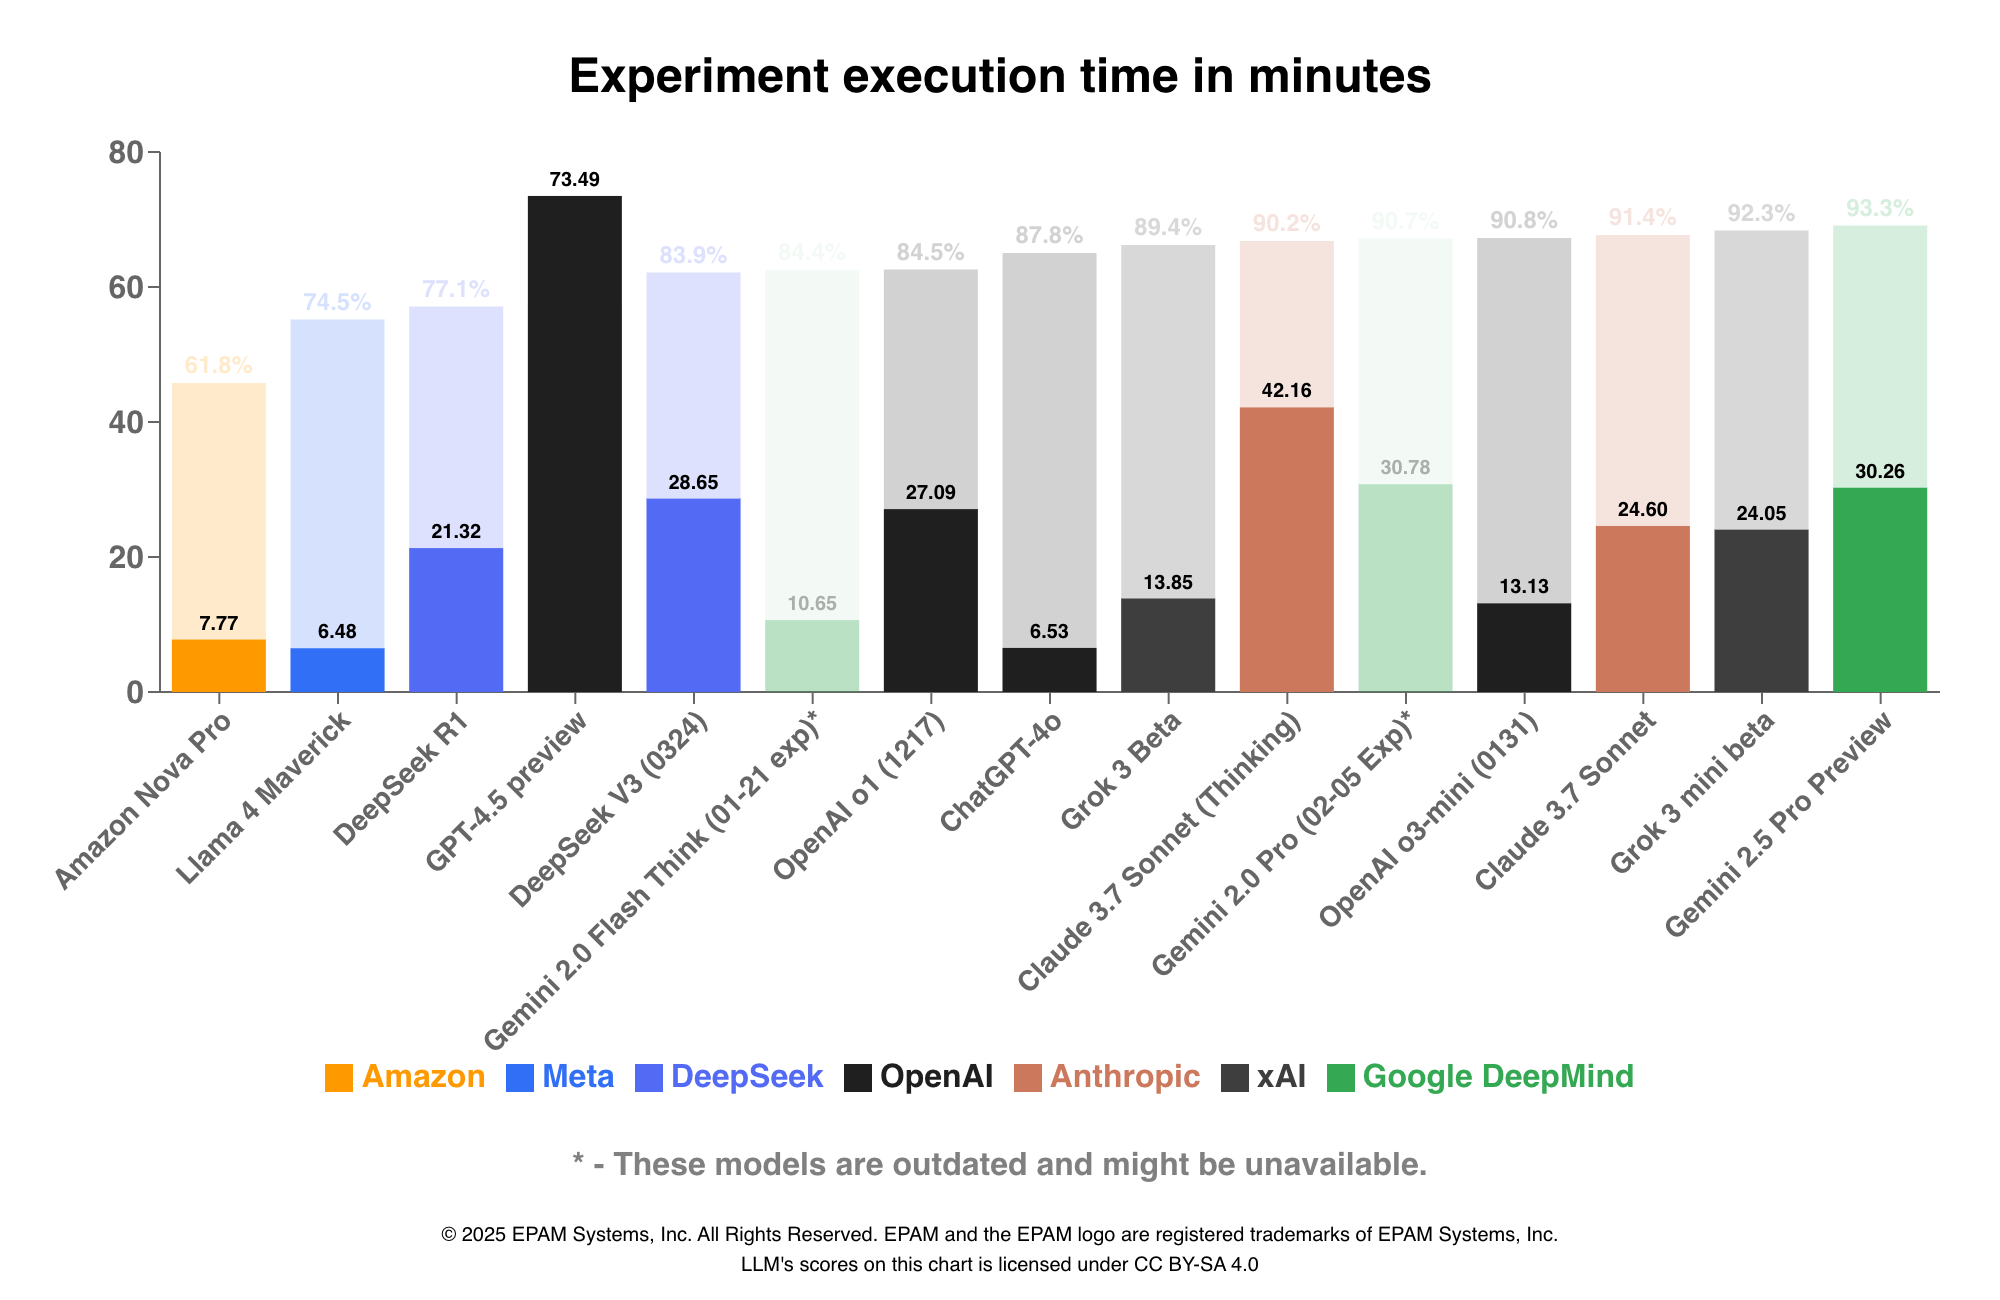 Experiment execution time in minutes
80
60
40
20
0
61.8%
7.77
74.5%
6.48
77.1%
21.32
73.49
83.9%
28.65
84.4%
10.65
84.5%
27.09
87.8%
6.53
89.4%
13.85
90.2%
42.16
90.7%
30.78
90.8%
13.13
91.4%
24.60
92.3%
24.05
93.3%
30.26
Amazon Nova Pro
Llama 4 Maverick
DeepSeek R1
GPT-4.5 preview
DeepSeek V3 (0324)
Gemini 2.0 Flash Think (01-21 exp)*
OpenAI o1 (1217)
ChatGPT-4o
Grok 3 Beta
Claude 3.7 Sonnet (Thinking)
Gemini 2.0 Pro (02-05 Exp)*
OpenAI o3-mini (0131)
Claude 3.7 Sonnet
Grok 3 mini beta
Gemini 2.5 Pro Preview
Amazon Meta DeepSeek OpenAI Anthropic xAI Google DeepMind
* - These models are outdated and might be unavailable.
© 2025 EPAM Systems, Inc. All Rights Reserved. EPAM and the EPAM logo are registered trademarks of EPAM Systems, Inc.
LLM's scores on this chart is licensed under CC BY-SA 4.0